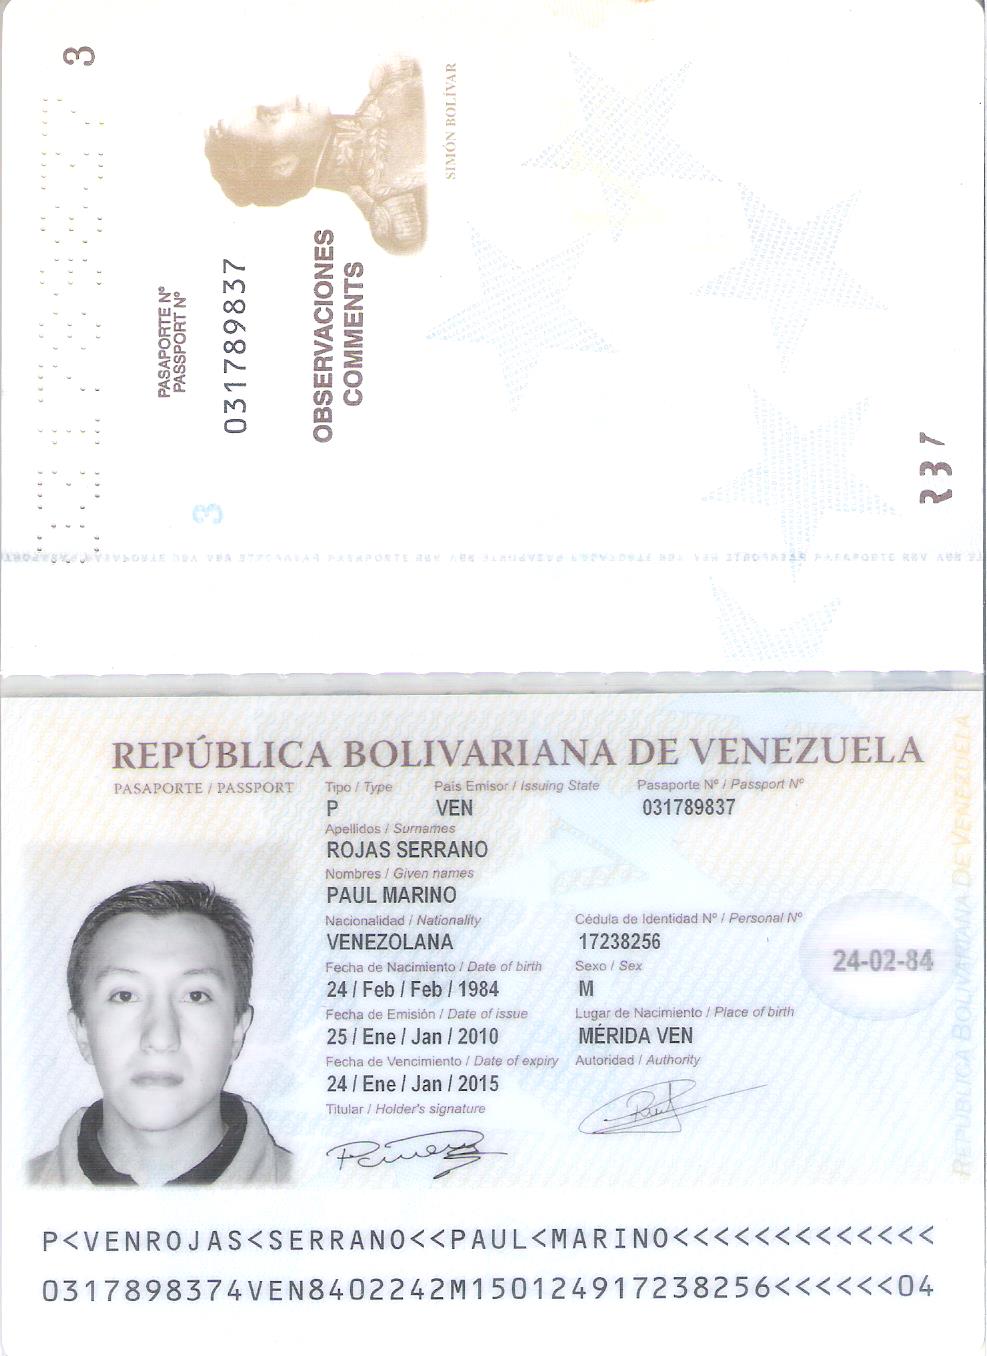 3
PASAPORTE Nº
PASSPORT Nº
031789837
OBSERVACIONES
COMMENTS
SIMÓN BOLÍVAR
3
REPÚBLICA BOLIVARIANA DE VENEZUELA
PASAPORTE / PASSPORT
Tipo / Type País Emisor / Issuing State Pasaporte Nº / Passport Nº
P VEN 031789837
Apellidos / Surnames
ROJAS SERRANO
Nombres / Given names
PAUL MARINO
Nacionalidad / Nationality Cédula de Identidad Nº / Personal Nº
VENEZOLANA 17238256
Fecha de Nacimiento / Date of birth Sexo / Sex
24 / Feb / Feb / 1984 M
24-02-84
Fecha de Emisión / Date of issue Lugar de Nacimiento / Place of birth
25 / Ene / Jan / 2010 MÉRIDA VEN
Fecha de Vencimiento / Date of expiry Autoridad / Authority
24 / Ene / Jan / 2015
Titular / Holder's signature
REPÚBLICA BOLIVARIANA DE VENEZUELA
P<VENROJAS<SERRANO<<PAUL<MARINO<<<<<<<<<<<<<
0317898374VEN8402242M150124917238256<<<<<<04